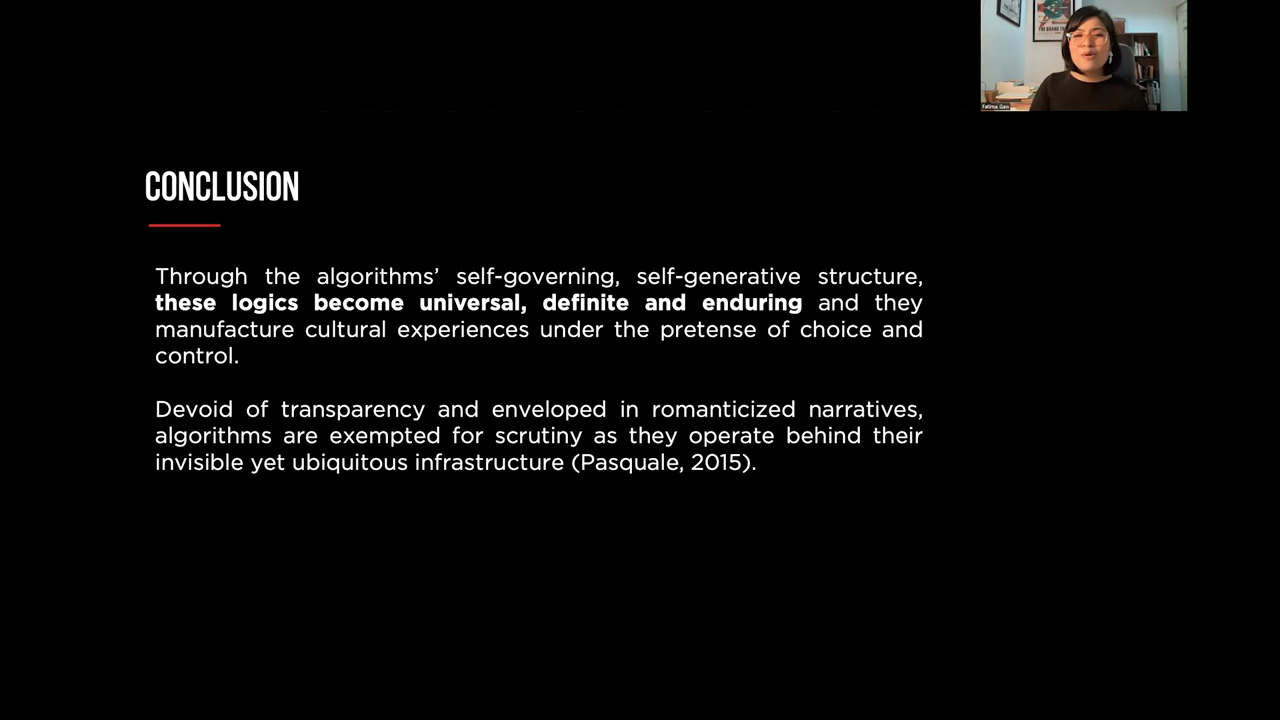 Fatima Gaw
CONCLUSION
Through the algorithms’ self-governing, self-generative structure,
these logics become universal, definite and enduring and they
manufacture cultural experiences under the pretense of choice and
control.
Devoid of transparency and enveloped in romanticized narratives,
algorithms are exempted for scrutiny as they operate behind their
invisible yet ubiquitous infrastructure (Pasquale, 2015).